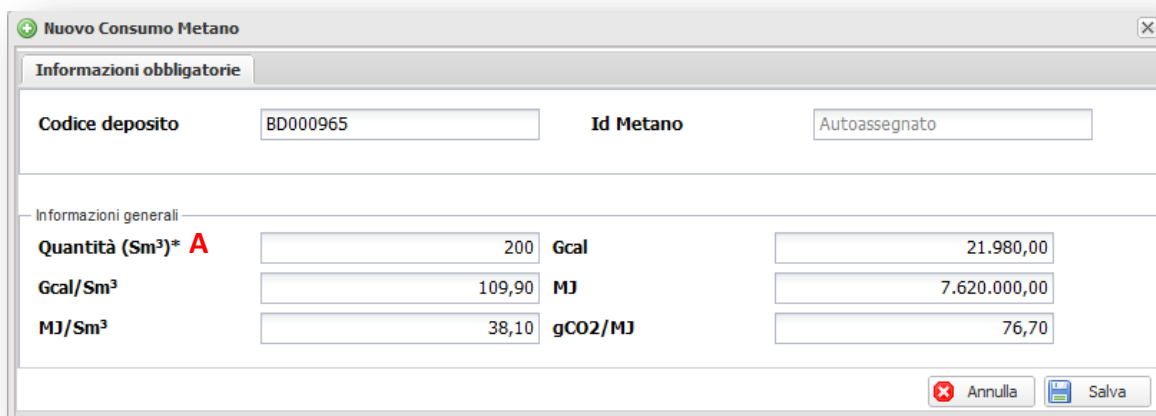 Nuovo Consumo Metano
Informazioni obbligatorie
Codice deposito BD000965 Id Metano Autoassegnato
Informazioni generali
Quantità (Sm³)* A 200 Gcal 21.980,00
Gcal/Sm³ 109,90 MJ 7.620.000,00
MJ/Sm³ 38,10 gCO2/MJ 76,70
Annulla Salva